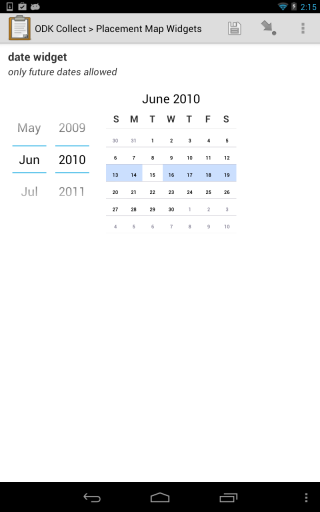 2:15
ODK Collect > Placement Map Widgets
date widget
only future dates allowed
June 2010
May 2009
Jun 2010
Jul 2011
S M T W T F S
30 31 1 2 3 4 5
6 7 8 9 10 11 12
13 14 15 16 17 18 19
20 21 22 23 24 25 26
27 28 29 30 1 2 3
4 5 6 7 8 9 10